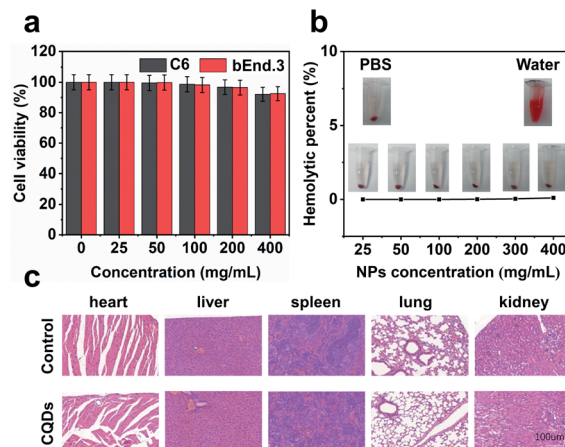 a
120
100
80
60
40
20
0
Cell viability (%)
C6 bEnd.3
0 25 50 100 200 400
Concentration (mg/mL)
b
10
5
0
Hemolytic percent (%)
PBS Water
25 50 100 200 300 400
NPs concentration (mg/mL)
c
heart liver spleen lung kidney
Control
CQDs
100um